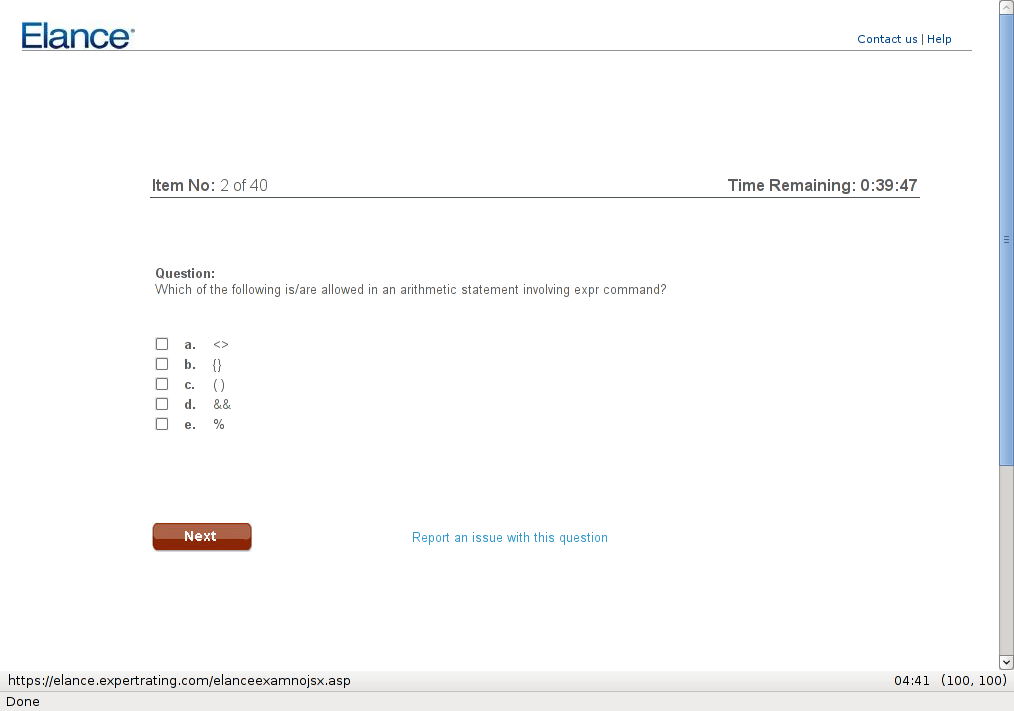 Elance
Contact us | Help
Item No: 2 of 40
Time Remaining: 0:39:47
Question:
Which of the following is/are allowed in an arithmetic statement involving expr command?
a. <>
b. {}
c. ( )
d. &&
e. %
Next
Report an issue with this question
https://elance.expertrating.com/elanceexamnojsx.asp
04:41 (100, 100)
Done